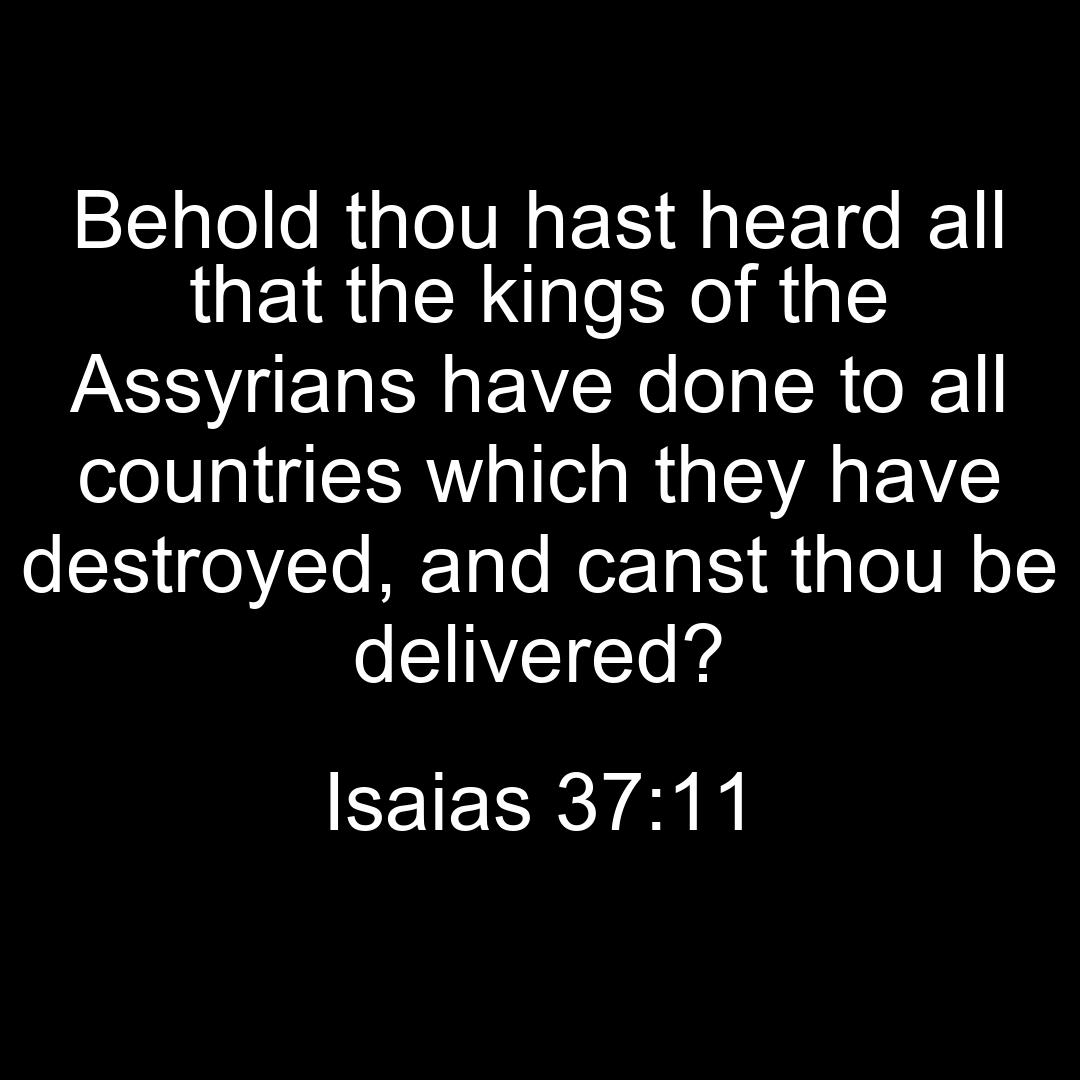 Behold thou hast heard all
that the kings of the
Assyrians have done to all
countries which they have
destroyed, and canst thou be
delivered?
Isaias 37:11